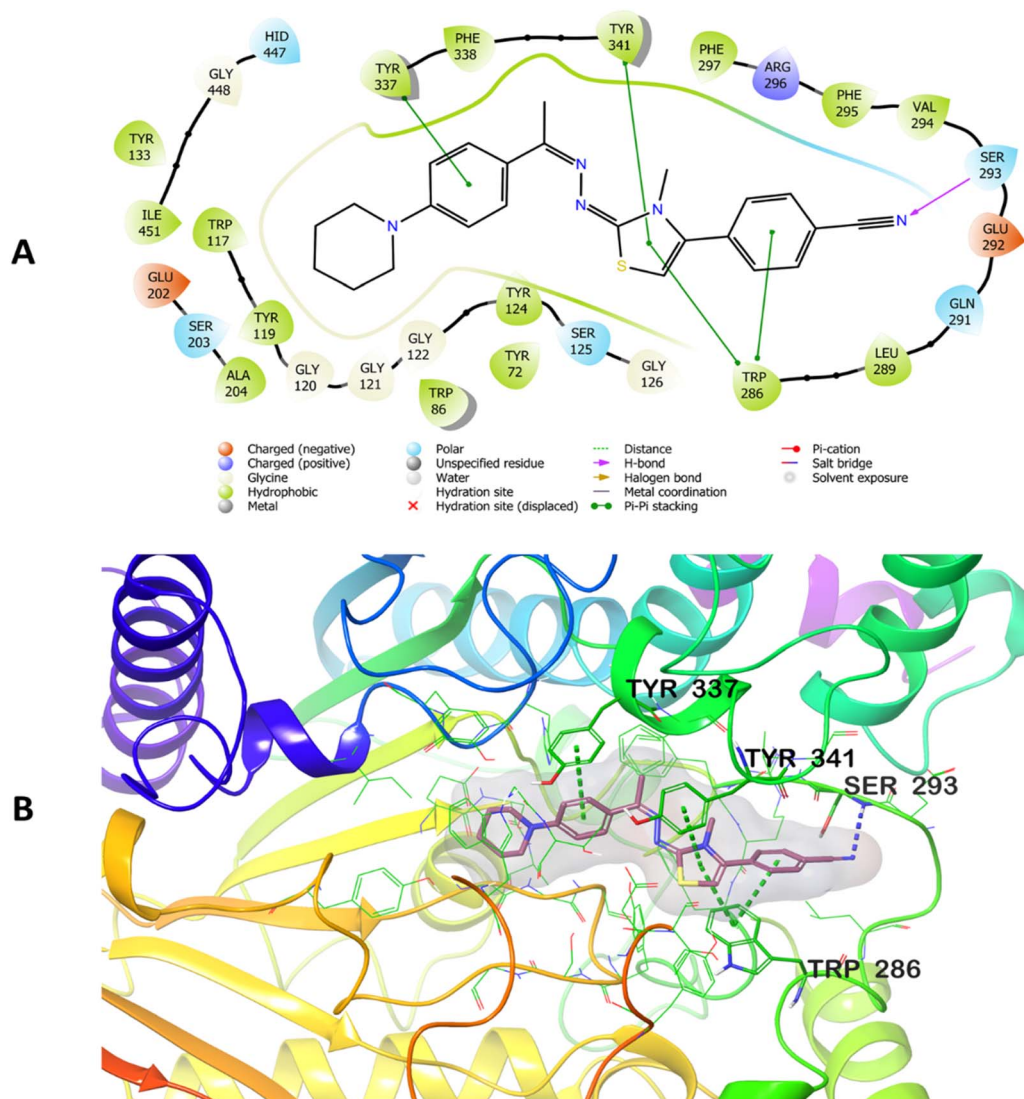 A
HID
447
GLY
448
TYR
133
ILE
451
TYR
337
PHE
338
TYR
341
PHE
297
ARG
296
PHE
295
VAL
294
SER
293
GLU
292
GLN
291
LEU
289
TRP
286
TRP
117
GLU
202
SER
203
ALA
204
TYR
119
GLY
120
GLY
121
GLY
122
TYR
124
SER
125
GLY
126
TYR
72
TRP
86
N
N
N
N
S
N
Charged (negative)
Charged (positive)
Glycine
Hydrophobic
Metal
Polar
Unspecified residue
Water
Hydration site
Hydration site (displaced)
Distance
H-bond
Halogen bond
Metal coordination
Pi-Pi stacking
Pi-cation
Salt bridge
Solvent exposure
B
TYR 337
TYR 341
SER 293
TRP 286